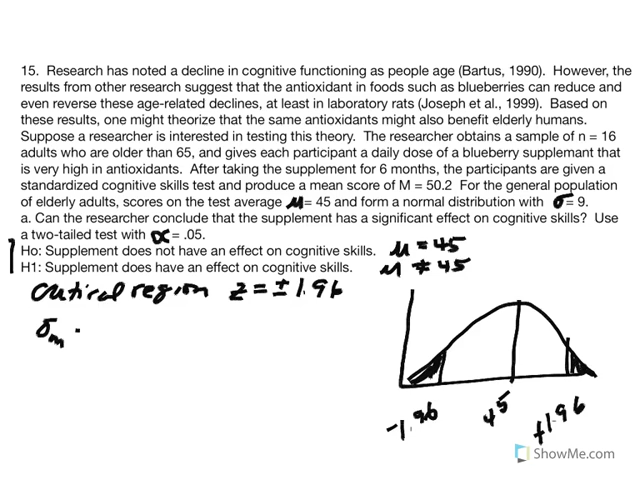 15. Research has noted a decline in cognitive functioning as people age (Bartus, 1990). However, the
results from other research suggest that the antioxidant in foods such as blueberries can reduce and
even reverse these age-related declines, at least in laboratory rats (Joseph et al., 1999). Based on
these results, one might theorize that the same antioxidants might also benefit elderly humans.
Suppose a researcher is interested in testing this theory. The researcher obtains a sample of n = 16
adults who are older than 65, and gives each participant a daily dose of a blueberry supplemant that
is very high in antioxidants. After taking the supplement for 6 months, the participants are given a
standardized cognitive skills test and produce a mean score of M = 50.2 For the general population
of elderly adults, scores on the test average μ= 45 and form a normal distribution with σ= 9.
a. Can the researcher conclude that the supplement has a significant effect on cognitive skills? Use
a two-tailed test with α = .05.
Ho: Supplement does not have an effect on cognitive skills. μ = 45
H1: Supplement does have an effect on cognitive skills. μ ≠ 45
critical region z = ±1.96
σm
-1.96 45 +1.96
ShowMe.com